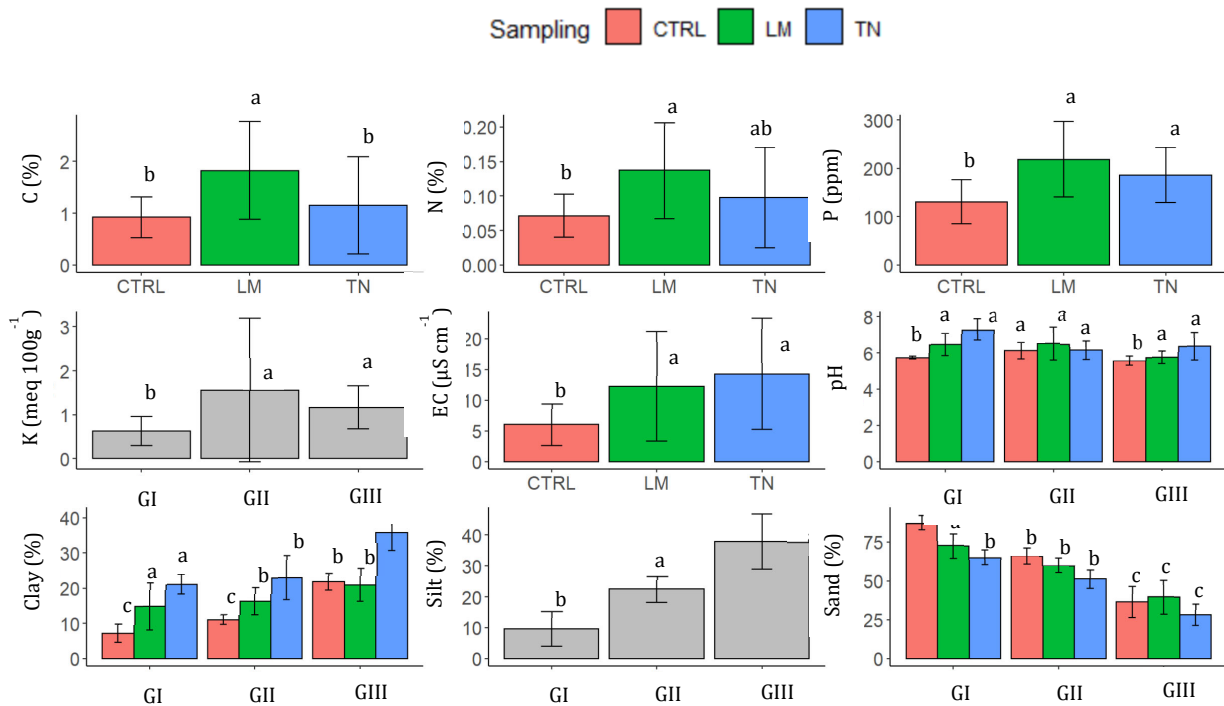 Sampling CTRL LM TN
C (%)
2
1
0
b
a
b
CTRL LM TN
N (%)
0.20
0.15
0.10
0.05
0.00
b
a
ab
CTRL LM TN
P (ppm)
300
200
100
0
b
a
a
CTRL LM TN
K (meq 100g-1)
3
2
1
0
b
a
a
GI GII GIII
EC (µS cm-1)
20
15
10
5
0
b
a
a
CTRL LM TN
pH
8
6
4
2
0
b a a
a a a
b a a
GI GII GIII
Clay (%)
40
30
20
10
0
c a a
c b b
b b
GI GII GIII
Silt (%)
40
30
20
10
0
b
a
GI GII GIII
Sand (%)
75
50
25
0
a b
b b b
c c c
GI GII GIII